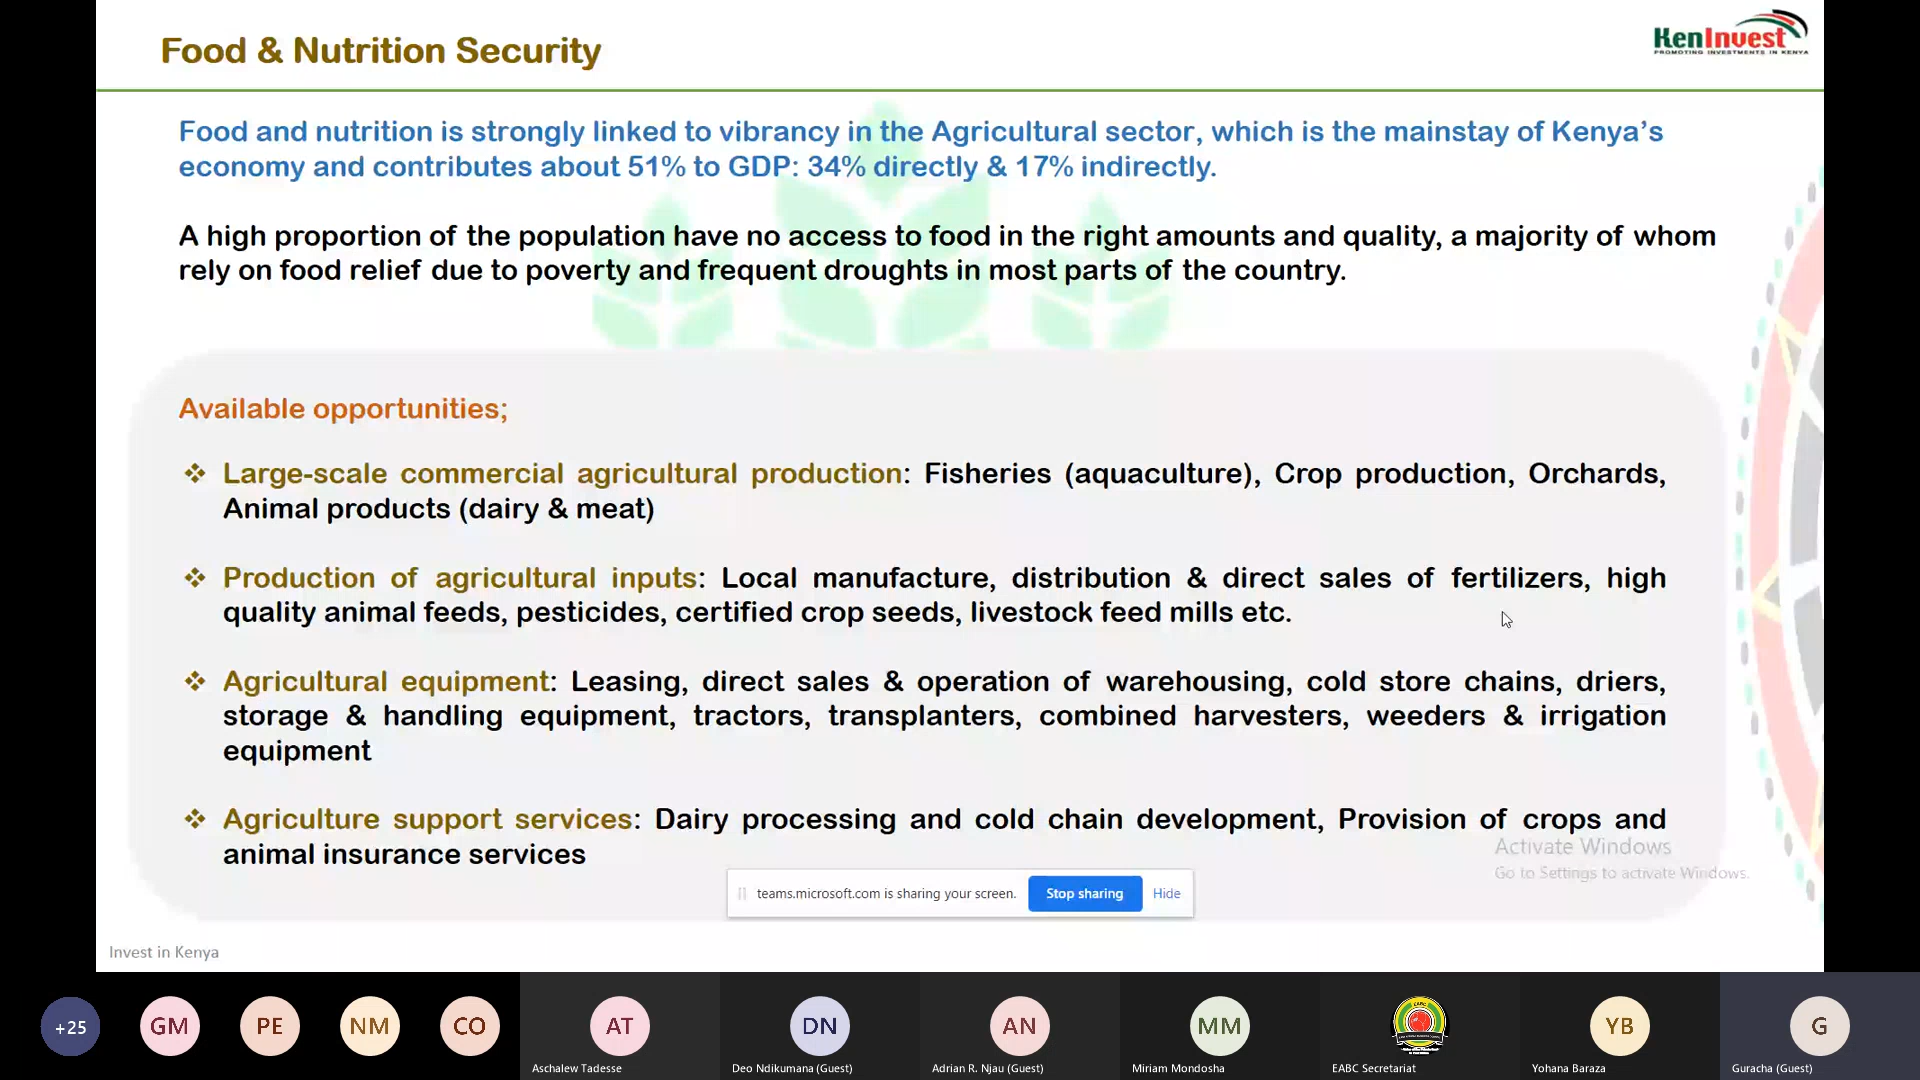 Food & Nutrition Security
KenInvest
PROMOTING INVESTMENTS IN KENYA
Food and nutrition is strongly linked to vibrancy in the Agricultural sector, which is the mainstay of Kenya’s
economy and contributes about 51% to GDP: 34% directly & 17% indirectly.
A high proportion of the population have no access to food in the right amounts and quality, a majority of whom
rely on food relief due to poverty and frequent droughts in most parts of the country.
Available opportunities;
❖ Large-scale commercial agricultural production: Fisheries (aquaculture), Crop production, Orchards,
Animal products (dairy & meat)
❖ Production of agricultural inputs: Local manufacture, distribution & direct sales of fertilizers, high
quality animal feeds, pesticides, certified crop seeds, livestock feed mills etc.
❖ Agricultural equipment: Leasing, direct sales & operation of warehousing, cold store chains, driers,
storage & handling equipment, tractors, transplanters, combined harvesters, weeders & irrigation
equipment
❖ Agriculture support services: Dairy processing and cold chain development, Provision of crops and
animal insurance services
Activate Windows
Go to Settings to activate Windows.
teams.microsoft.com is sharing your screen. Stop sharing Hide
Invest in Kenya
+25 GM PE NM CO AT DN AN MM EABC YB G
Aschalew Tadesse Deo Ndikumana (Guest) Adrian R. Njau (Guest) Miriam Mondosha EABC Secretariat Yohana Baraza Guracha (Guest)